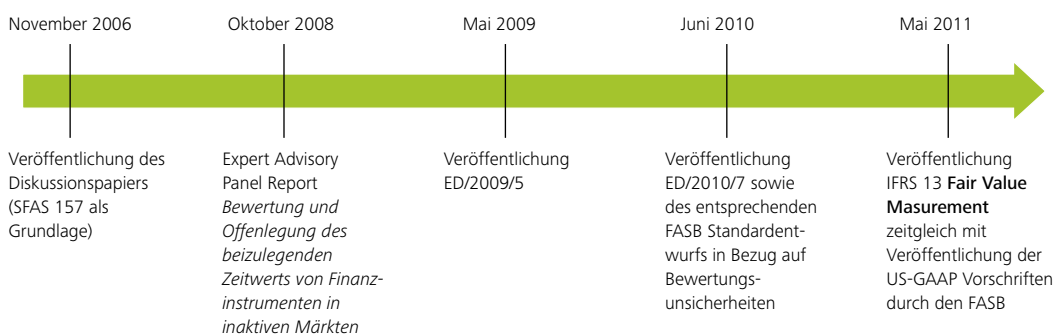 November 2006
Oktober 2008
Mai 2009
Juni 2010
Mai 2011
Veröffentlichung des
Diskussionspapiers
(SFAS 157 als
Grundlage)
Expert Advisory
Panel Report
Bewertung und
Offenlegung des
beizulegenden
Zeitwerts von Finanz-
instrumenten in
inaktiven Märkten
Veröffentlichung
ED/2009/5
Veröffentlichung
ED/2010/7 sowie
des entsprechenden
FASB Standardent-
wurfs in Bezug auf
Bewertungs-
unsicherheiten
Veröffentlichung
IFRS 13 Fair Value
Masurement
zeitgleich mit
Veröffentlichung der
US-GAAP Vorschriften
durch den FASB